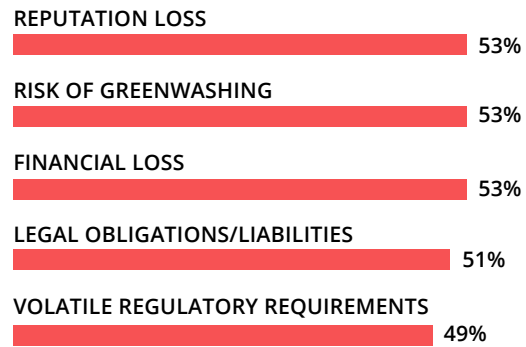 REPUTATION LOSS
53%
RISK OF GREENWASHING
53%
FINANCIAL LOSS
53%
LEGAL OBLIGATIONS/LIABILITIES
51%
VOLATILE REGULATORY REQUIREMENTS
49%